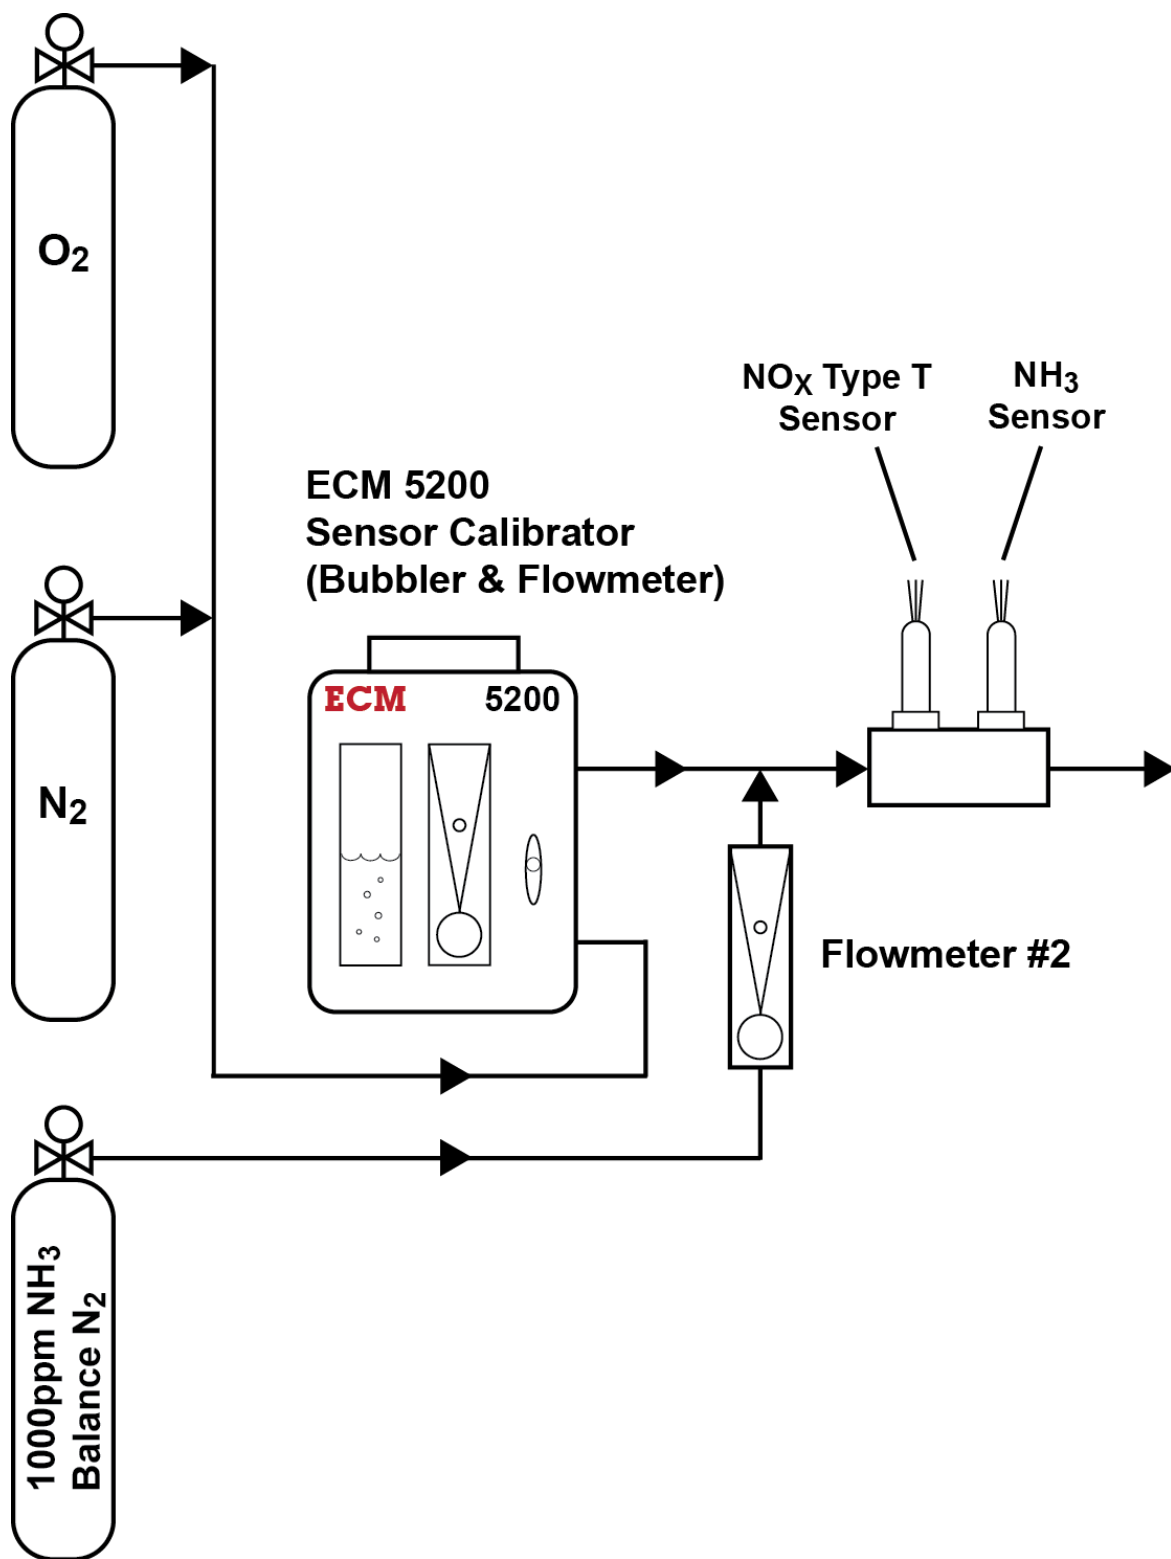 O2
NOX Type T
Sensor
NH3
Sensor
ECM 5200
Sensor Calibrator
(Bubbler & Flowmeter)
ECM 5200
N2
Flowmeter #2
1000ppm NH3
Balance N2